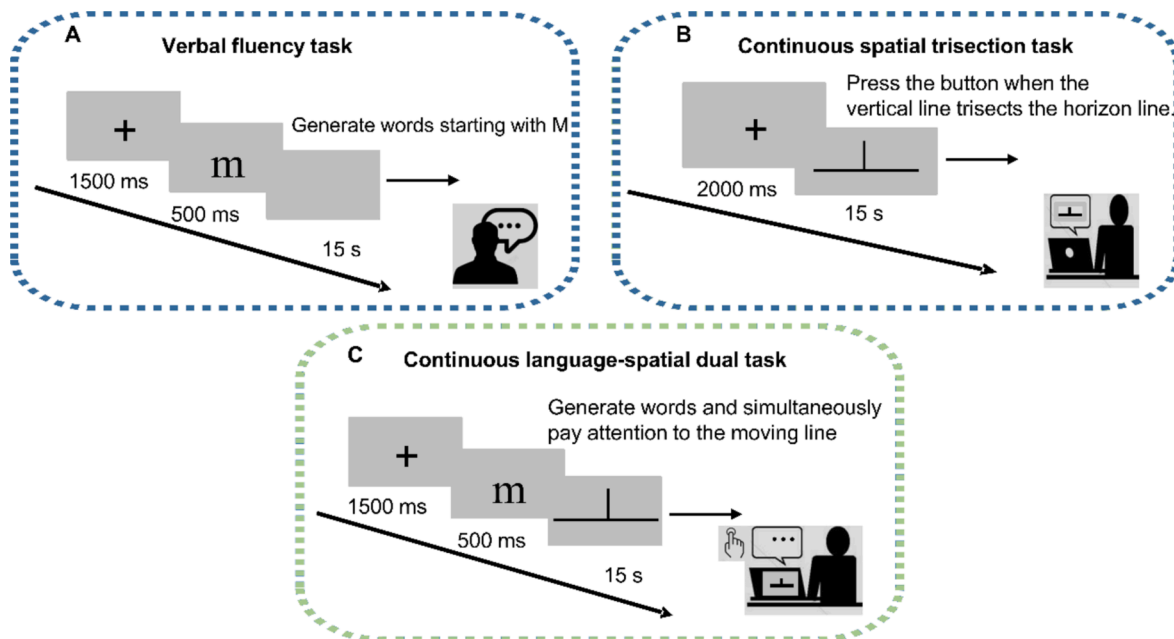 A
Verbal fluency task
+
Generate words starting with M
m
1500 ms
500 ms
15 s
B
Continuous spatial trisection task
Press the button when the
vertical line trisects the horizon line.
+
2000 ms
15 s
C
Continuous language-spatial dual task
Generate words and simultaneously
pay attention to the moving line
+
m
1500 ms
500 ms
15 s